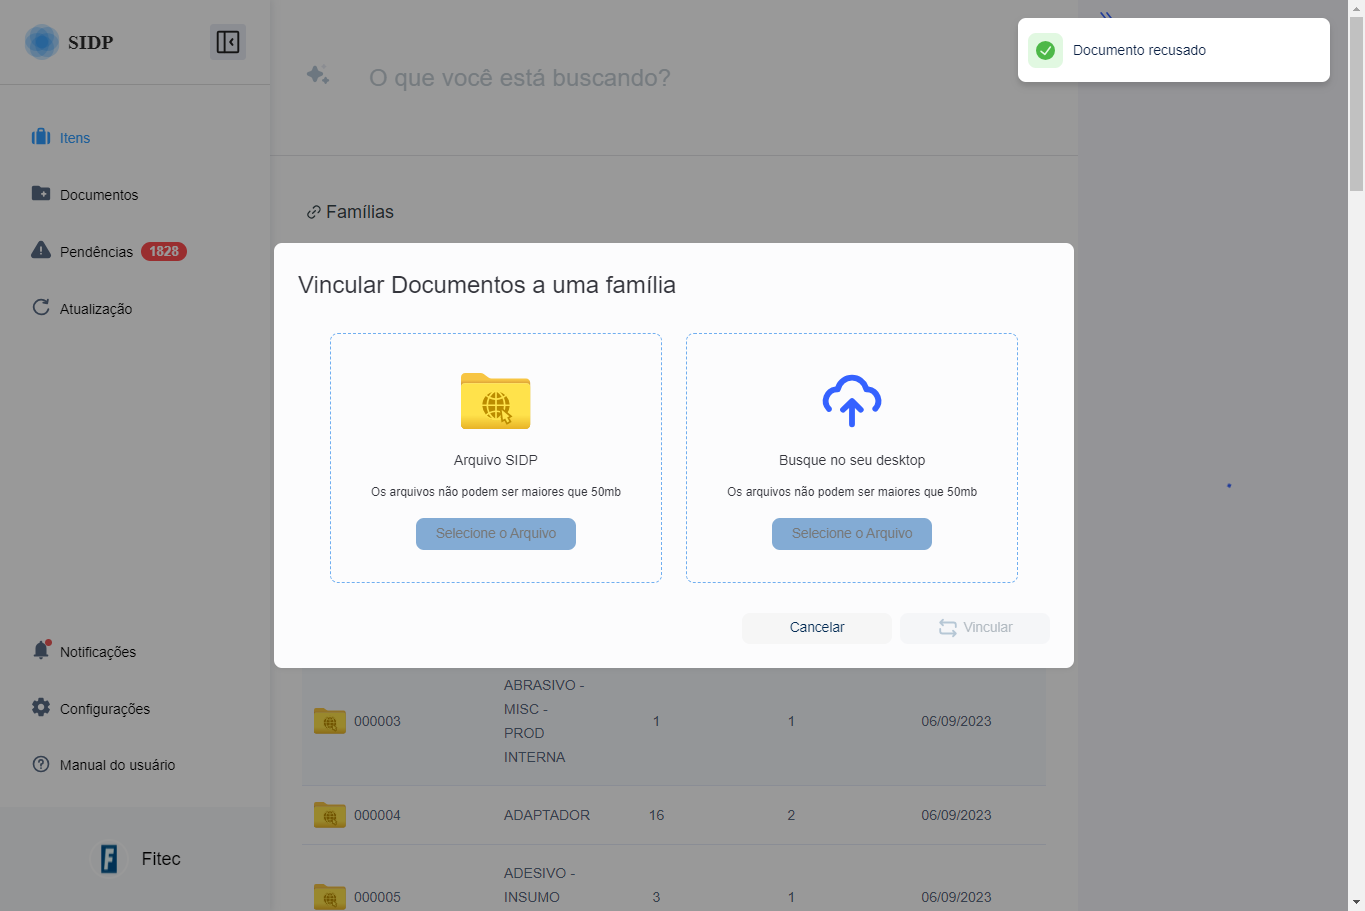 SIDP
O que você está buscando?
Documento recusado
Itens
Documentos
Pendências 1828
Atualização
Famílias
Vincular Documentos a uma família
Arquivo SIDP
Os arquivos não podem ser maiores que 50mb
Selecione o Arquivo
Busque no seu desktop
Os arquivos não podem ser maiores que 50mb
Selecione o Arquivo
Cancelar
Vincular
000003
ABRASIVO -
MISC -
PROD
INTERNA
1
1
06/09/2023
000004
ADAPTADOR
16
2
06/09/2023
000005
ADESIVO -
INSUMO
3
1
06/09/2023
Notificações
Configurações
Manual do usuário
Fitec